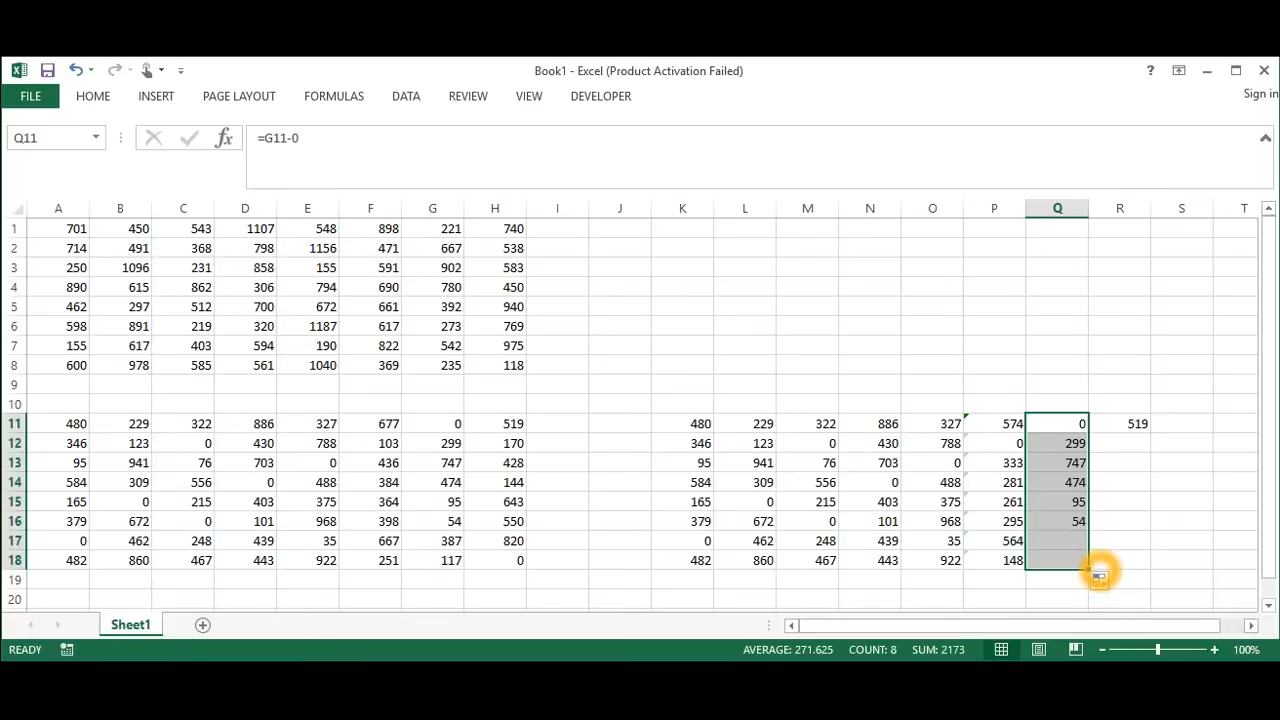 Book1 - Excel (Product Activation Failed)
?
FILE HOME INSERT PAGE LAYOUT FORMULAS DATA REVIEW VIEW DEVELOPER Sign in
Q11 fx =G11-0
A B C D E F G H I J K L M N O P Q R S T
1 701 450 543 1107 548 898 221 740
2 714 491 368 798 1156 471 667 538
3 250 1096 231 858 155 591 902 583
4 890 615 862 306 794 690 780 450
5 462 297 512 700 672 661 392 940
6 598 891 219 320 1187 617 273 769
7 155 617 403 594 190 822 542 975
8 600 978 585 561 1040 369 235 118
9
10
11 480 229 322 886 327 677 0 519 480 229 322 886 327 574 0 519
12 346 123 0 430 788 103 299 170 346 123 0 430 788 0 299
13 95 941 76 703 0 436 747 428 95 941 76 703 0 333 747
14 584 309 556 0 488 384 474 144 584 309 556 0 488 281 474
15 165 0 215 403 375 364 95 643 165 0 215 403 375 261 95
16 379 672 0 101 968 398 54 550 379 672 0 101 968 295 54
17 0 462 248 439 35 667 387 820 0 462 248 439 35 564
18 482 860 467 443 922 251 117 0 482 860 467 443 922 148
19
20
Sheet1
READY AVERAGE: 271.625 COUNT: 8 SUM: 2173 100%